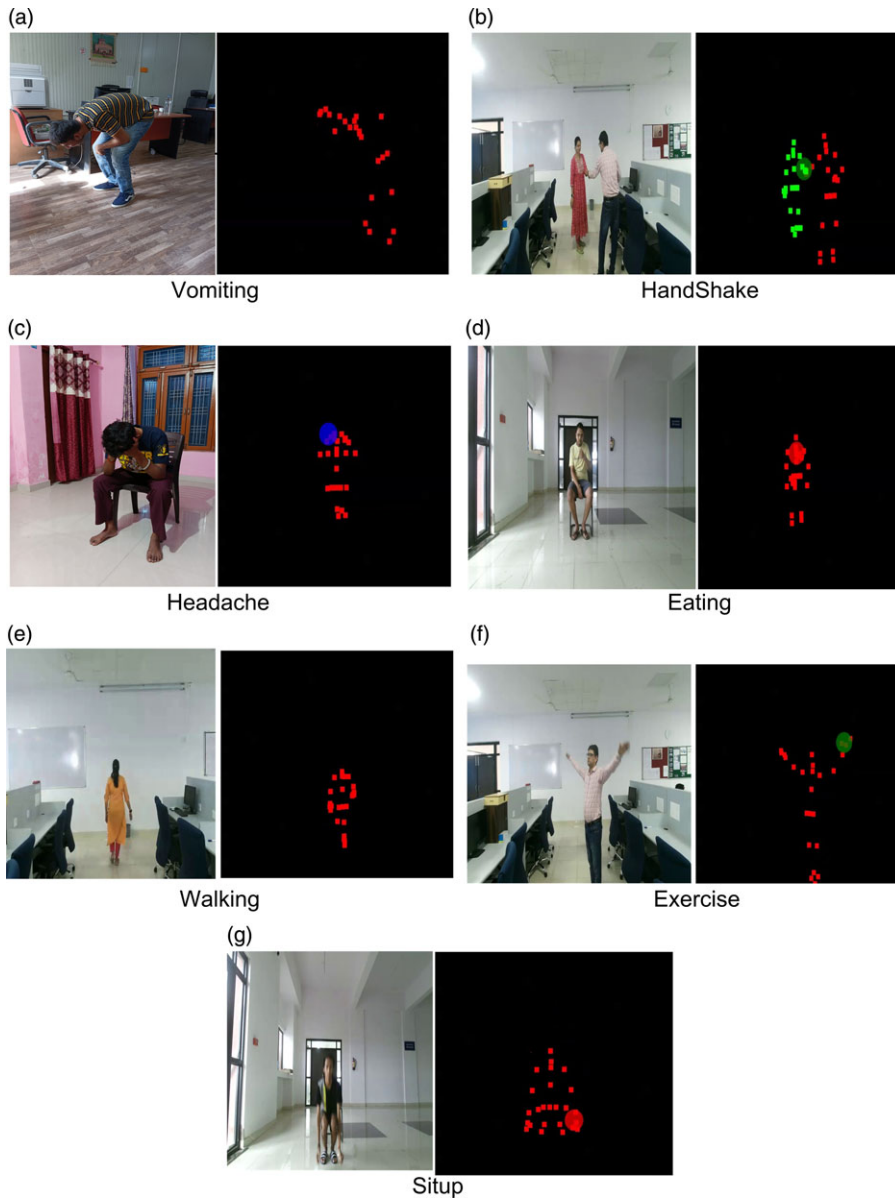 (a)
(b)
Vomiting
HandShake
(c)
(d)
Headache
Eating
(e)
(f)
Walking
Exercise
(g)
Situp